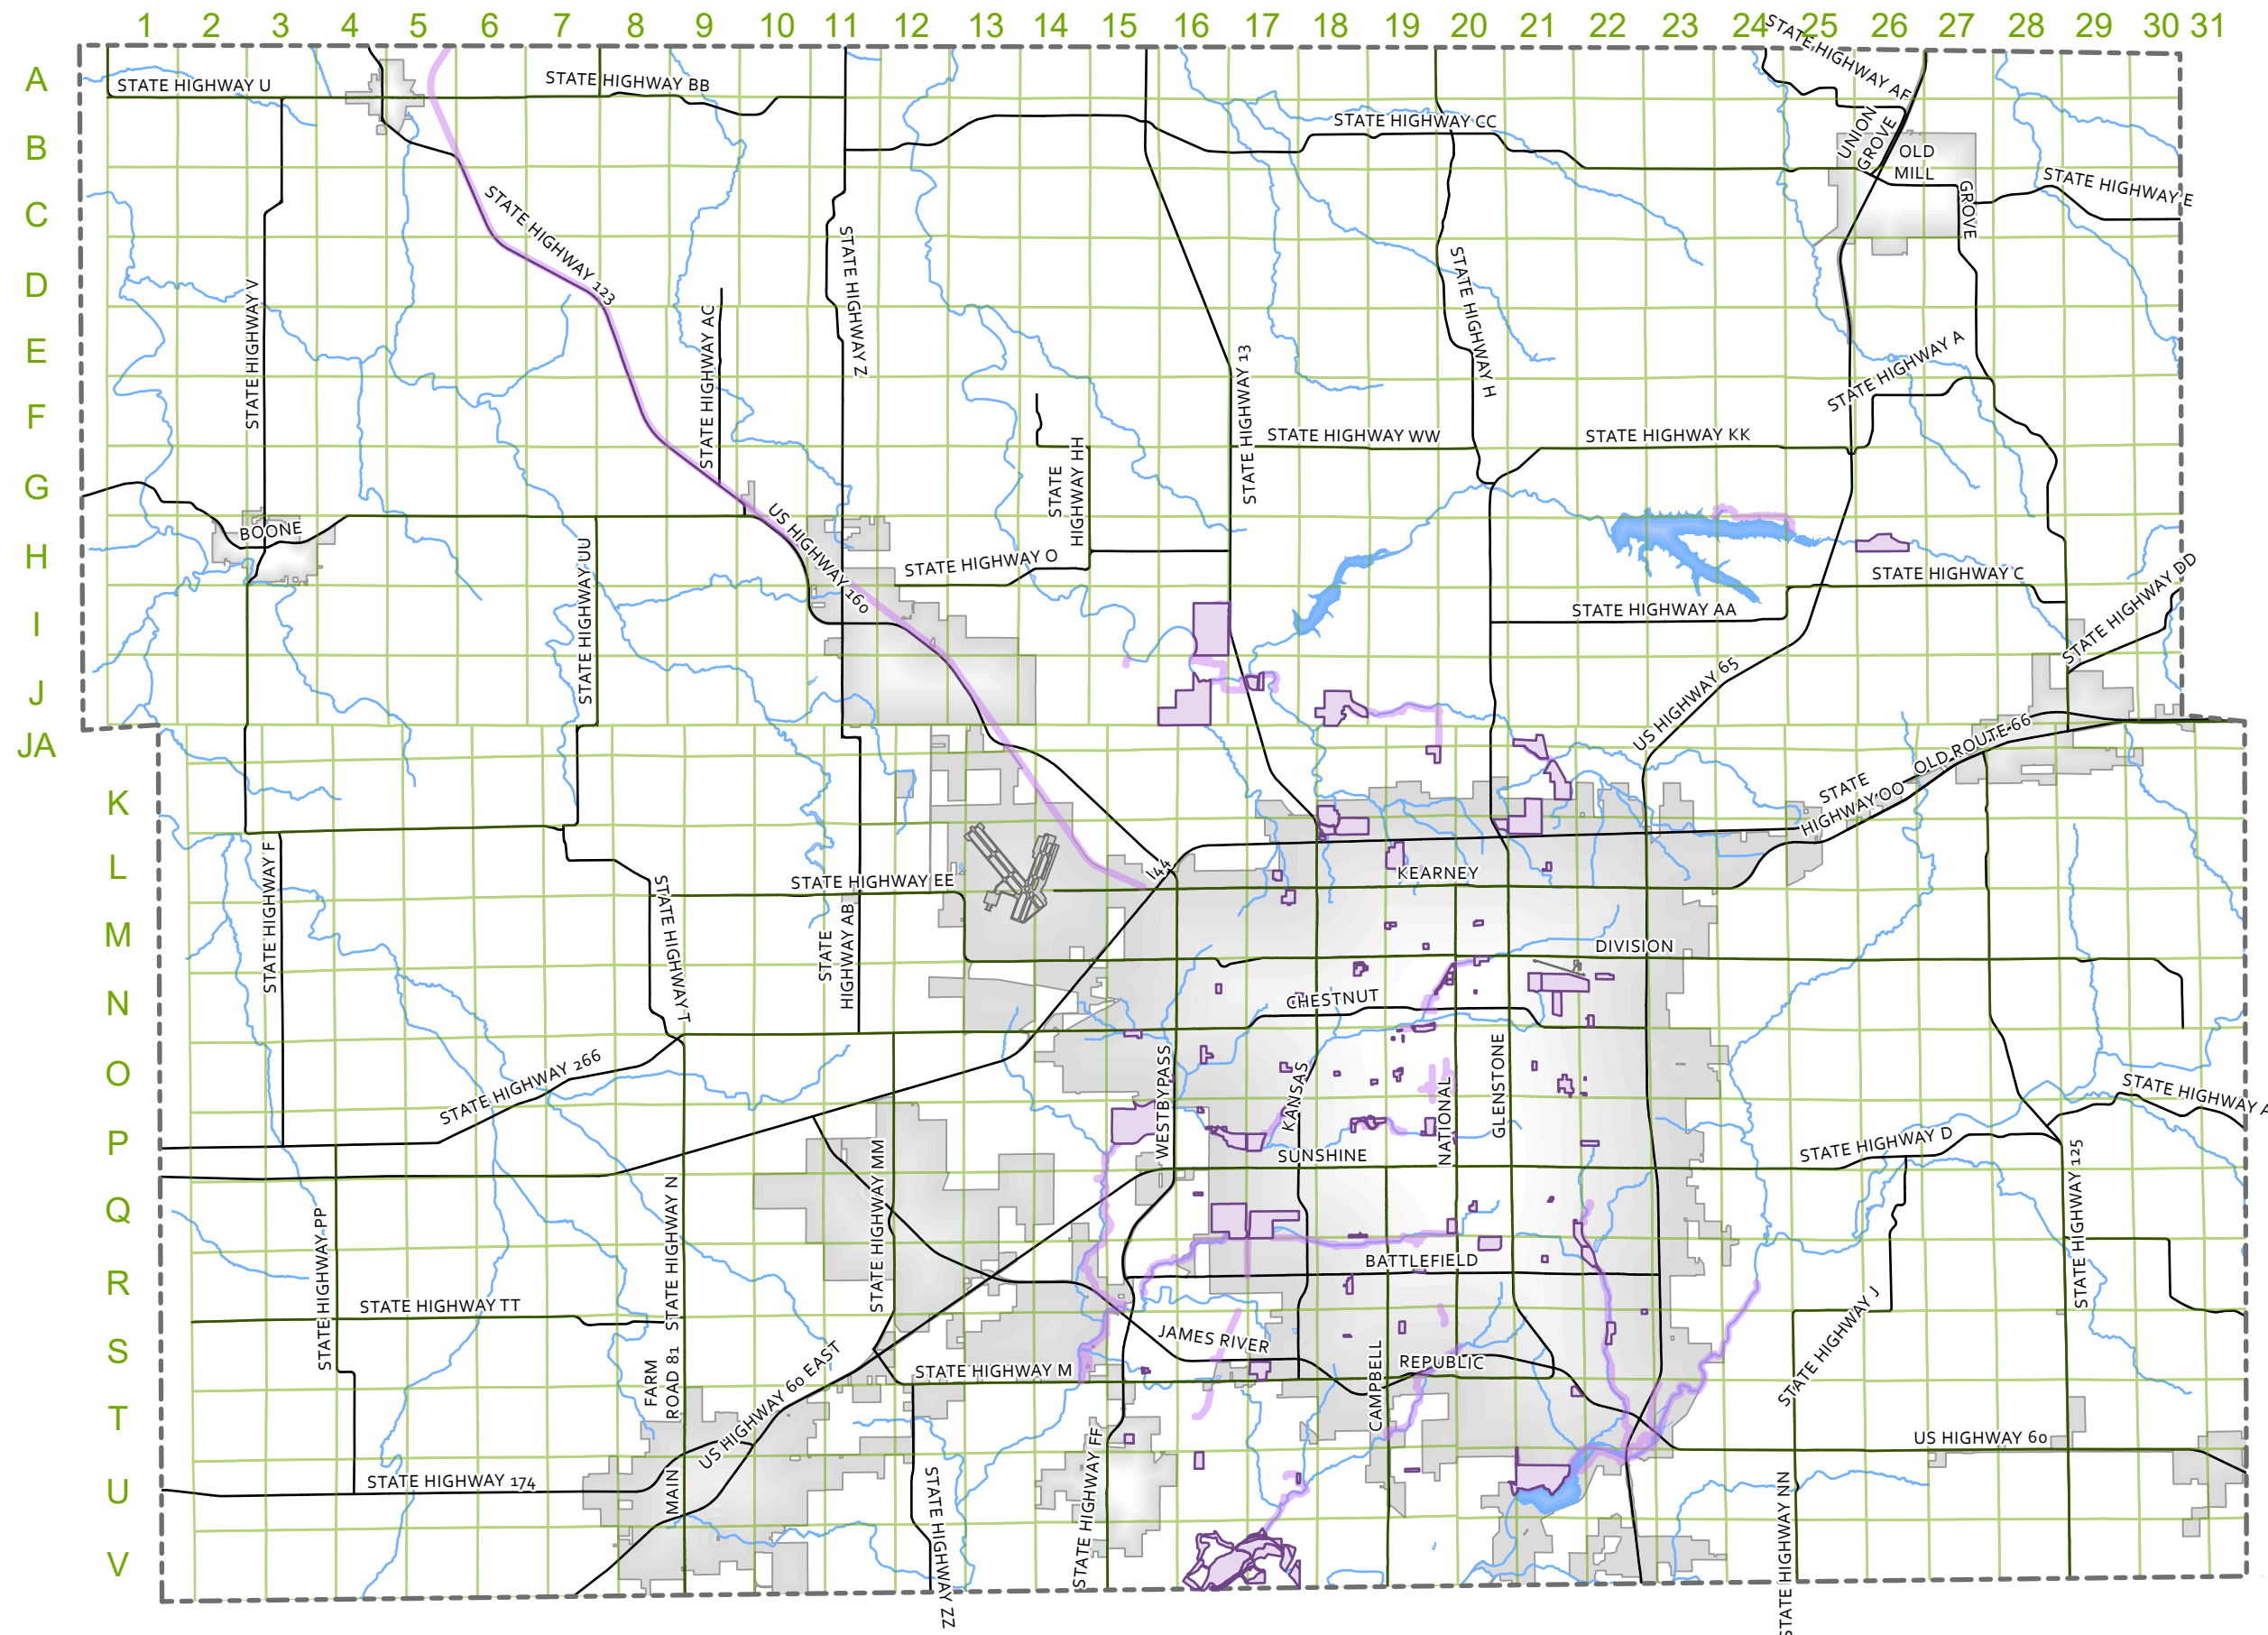 1 2 3 4 5 6 7 8 9 10 11 12 13 14 15 16 17 18 19 20 21 22 23 24 25 26 27 28 29 30 31
A
B
C
D
E
F
G
H
I
J
JA
K
L
M
N
O
P
Q
R
S
T
U
V
STATE HIGHWAY U
STATE HIGHWAY BB
STATE HIGHWAY AF
STATE HIGHWAY CC
UNION
GROVE
OLD
MILL
GROVE
STATE HIGHWAY E
STATE HIGHWAY 123
STATE HIGHWAY V
STATE HIGHWAY AC
STATE HIGHWAY Z
STATE HIGHWAY H
STATE HIGHWAY 13
STATE HIGHWAY A
STATE HIGHWAY WW
STATE HIGHWAY KK
STATE
HIGHWAY HH
BOONE
US HIGHWAY 160
STATE HIGHWAY UU
STATE HIGHWAY O
STATE HIGHWAY C
STATE HIGHWAY AA
STATE HIGHWAY DD
US HIGHWAY 65
OLD ROUTE 66
STATE
HIGHWAY OO
STATE HIGHWAY F
STATE HIGHWAY T
STATE HIGHWAY EE
STATE
HIGHWAY AB
I 44
KEARNEY
DIVISION
CHESTNUT
STATE HIGHWAY 266
WESTBYPASS
KANSAS
NATIONAL
GLENSTONE
STATE HIGHWAY A
STATE HIGHWAY D
STATE HIGHWAY 125
SUNSHINE
STATE HIGHWAY MM
STATE HIGHWAY PP
STATE HIGHWAY N
BATTLEFIELD
STATE HIGHWAY TT
JAMES RIVER
STATE HIGHWAY J
FARM
ROAD 81
US HIGHWAY 60 EAST
STATE HIGHWAY M
CAMPBELL
REPUBLIC
US HIGHWAY 60
STATE HIGHWAY 174
MAIN
STATE HIGHWAY ZZ
STATE HIGHWAY FF
STATE HIGHWAY NN